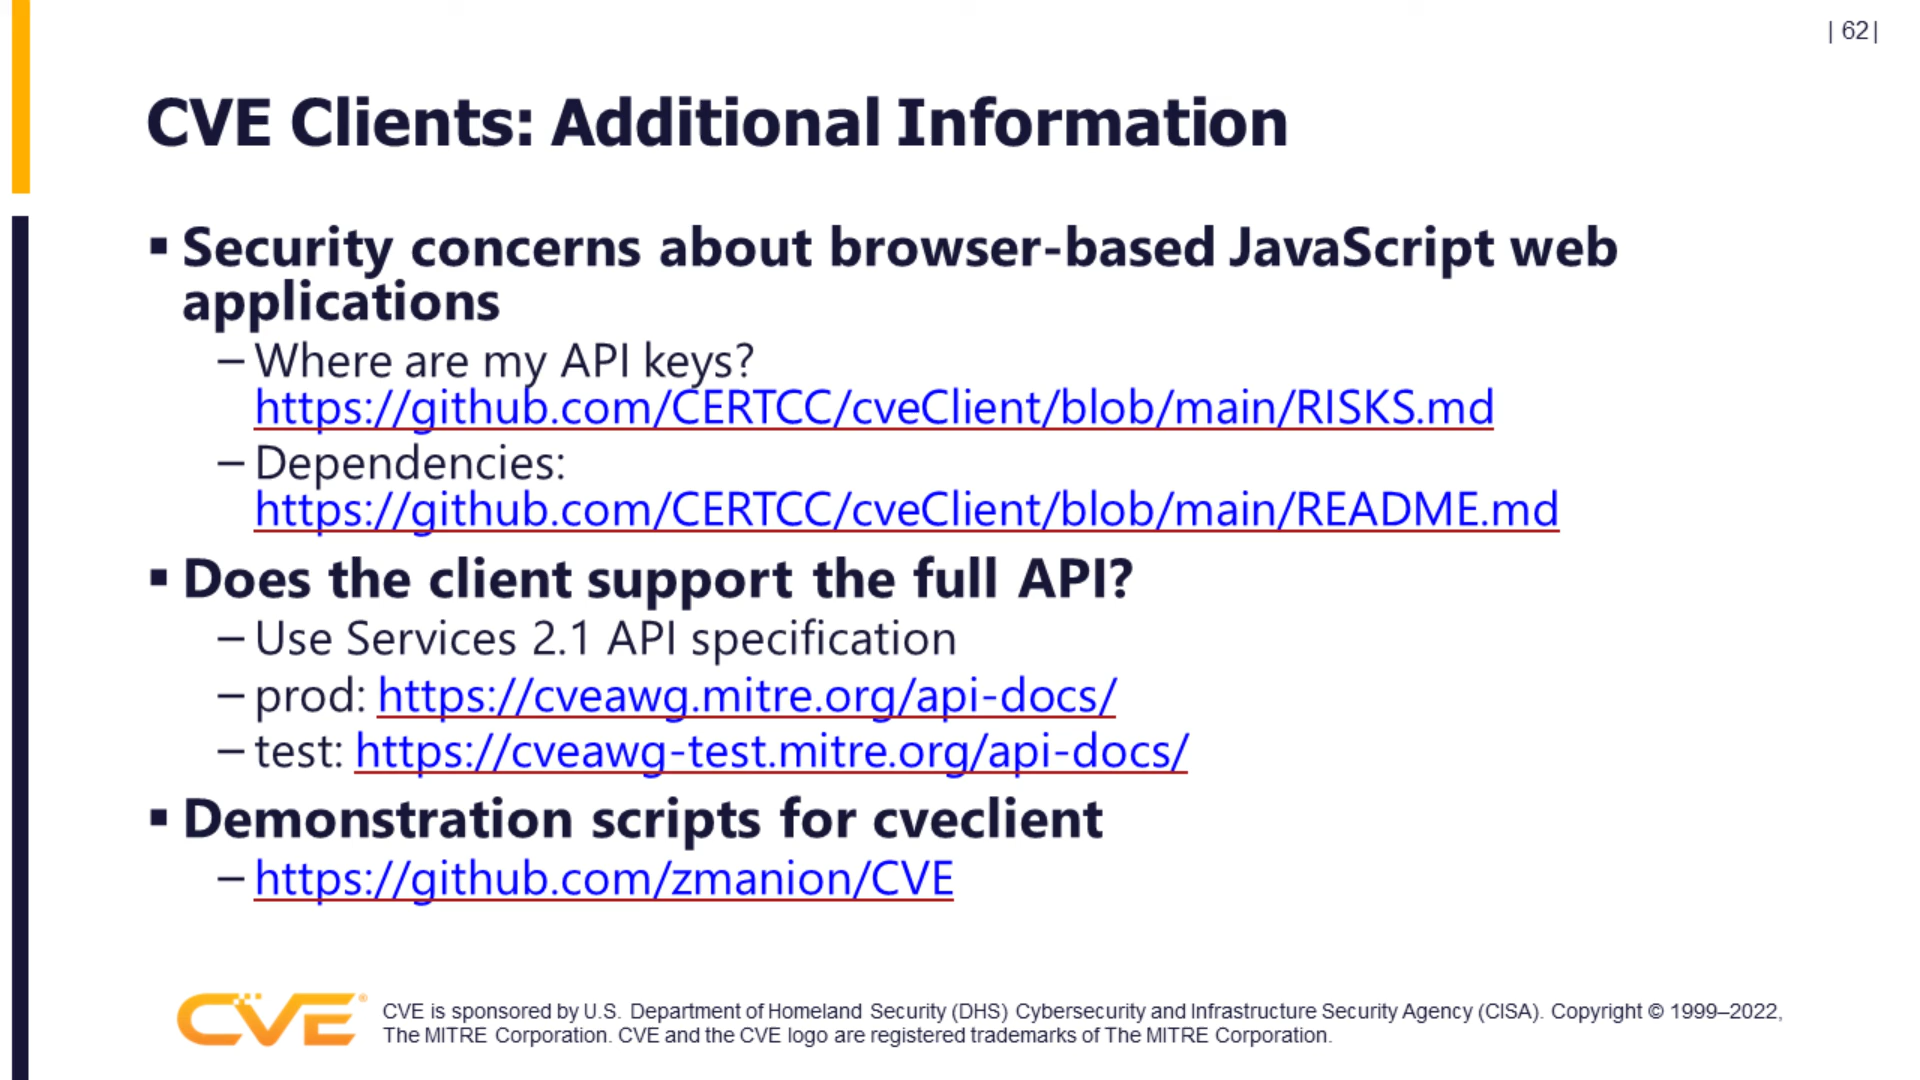 | 62 |
CVE Clients: Additional Information
▪ Security concerns about browser-based JavaScript web
applications
– Where are my API keys?
https://github.com/CERTCC/cveClient/blob/main/RISKS.md
– Dependencies:
https://github.com/CERTCC/cveClient/blob/main/README.md
▪ Does the client support the full API?
– Use Services 2.1 API specification
– prod: https://cveawg.mitre.org/api-docs/
– test: https://cveawg-test.mitre.org/api-docs/
▪ Demonstration scripts for cveclient
– https://github.com/zmanion/CVE
CVE®
CVE is sponsored by U.S. Department of Homeland Security (DHS) Cybersecurity and Infrastructure Security Agency (CISA). Copyright © 1999–2022,
The MITRE Corporation. CVE and the CVE logo are registered trademarks of The MITRE Corporation.